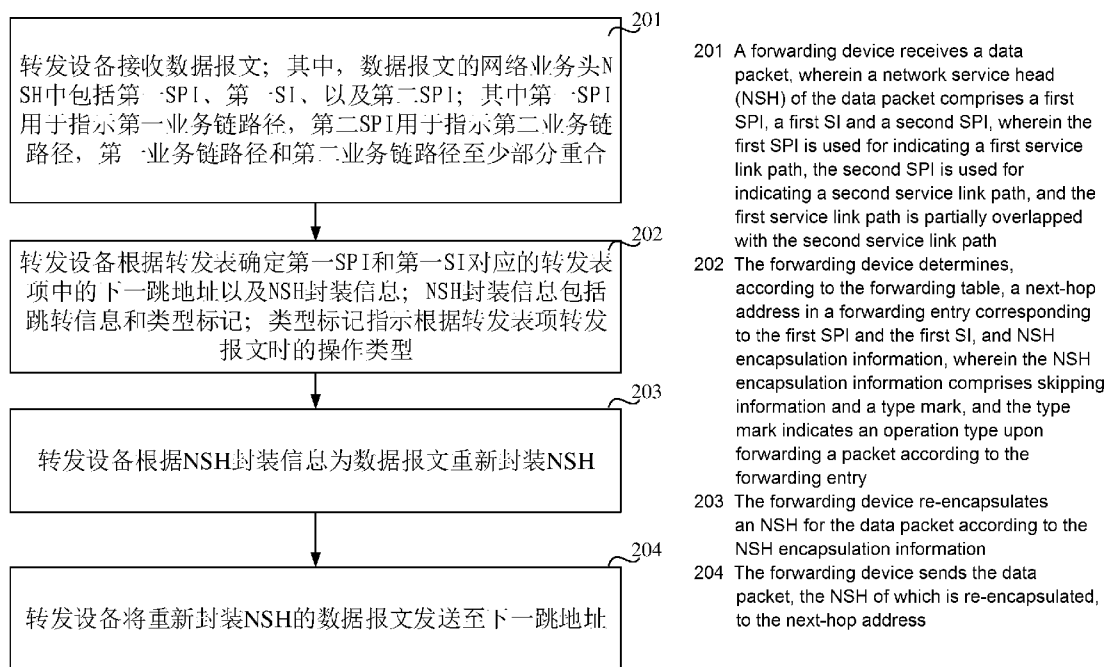 201
转发设备接收数据报文；其中，数据报文的网络业务头N
SH中包括第一SPI、第一SI、以及第二SPI；其中第一SPI
用于指示第一业务链路径，第二SPI用于指示第二业务链
路径，第一业务链路径和第二业务链路径至少部分重合
202
转发设备根据转发表确定第一SPI和第一SI对应的转发表
项中的下一跳地址以及NSH封装信息；NSH封装信息包括
跳转信息和类型标记；类型标记指示根据转发表项转发
报文时的操作类型
203
转发设备根据NSH封装信息为数据报文重新封装NSH
204
转发设备将重新封装NSH的数据报文发送至下一跳地址
201 A forwarding device receives a data
packet, wherein a network service head
(NSH) of the data packet comprises a first
SPI, a first SI and a second SPI, wherein the
first SPI is used for indicating a first service
link path, the second SPI is used for
indicating a second service link path, and the
first service link path is partially overlapped
with the second service link path
202 The forwarding device determines,
according to the forwarding table, a next-hop
address in a forwarding entry corresponding
to the first SPI and the first SI, and NSH
encapsulation information, wherein the NSH
encapsulation information comprises skipping
information and a type mark, and the type
mark indicates an operation type upon
forwarding a packet according to the
forwarding entry
203 The forwarding device re-encapsulates
an NSH for the data packet according to the
NSH encapsulation information
204 The forwarding device sends the data
packet, the NSH of which is re-encapsulated,
to the next-hop address